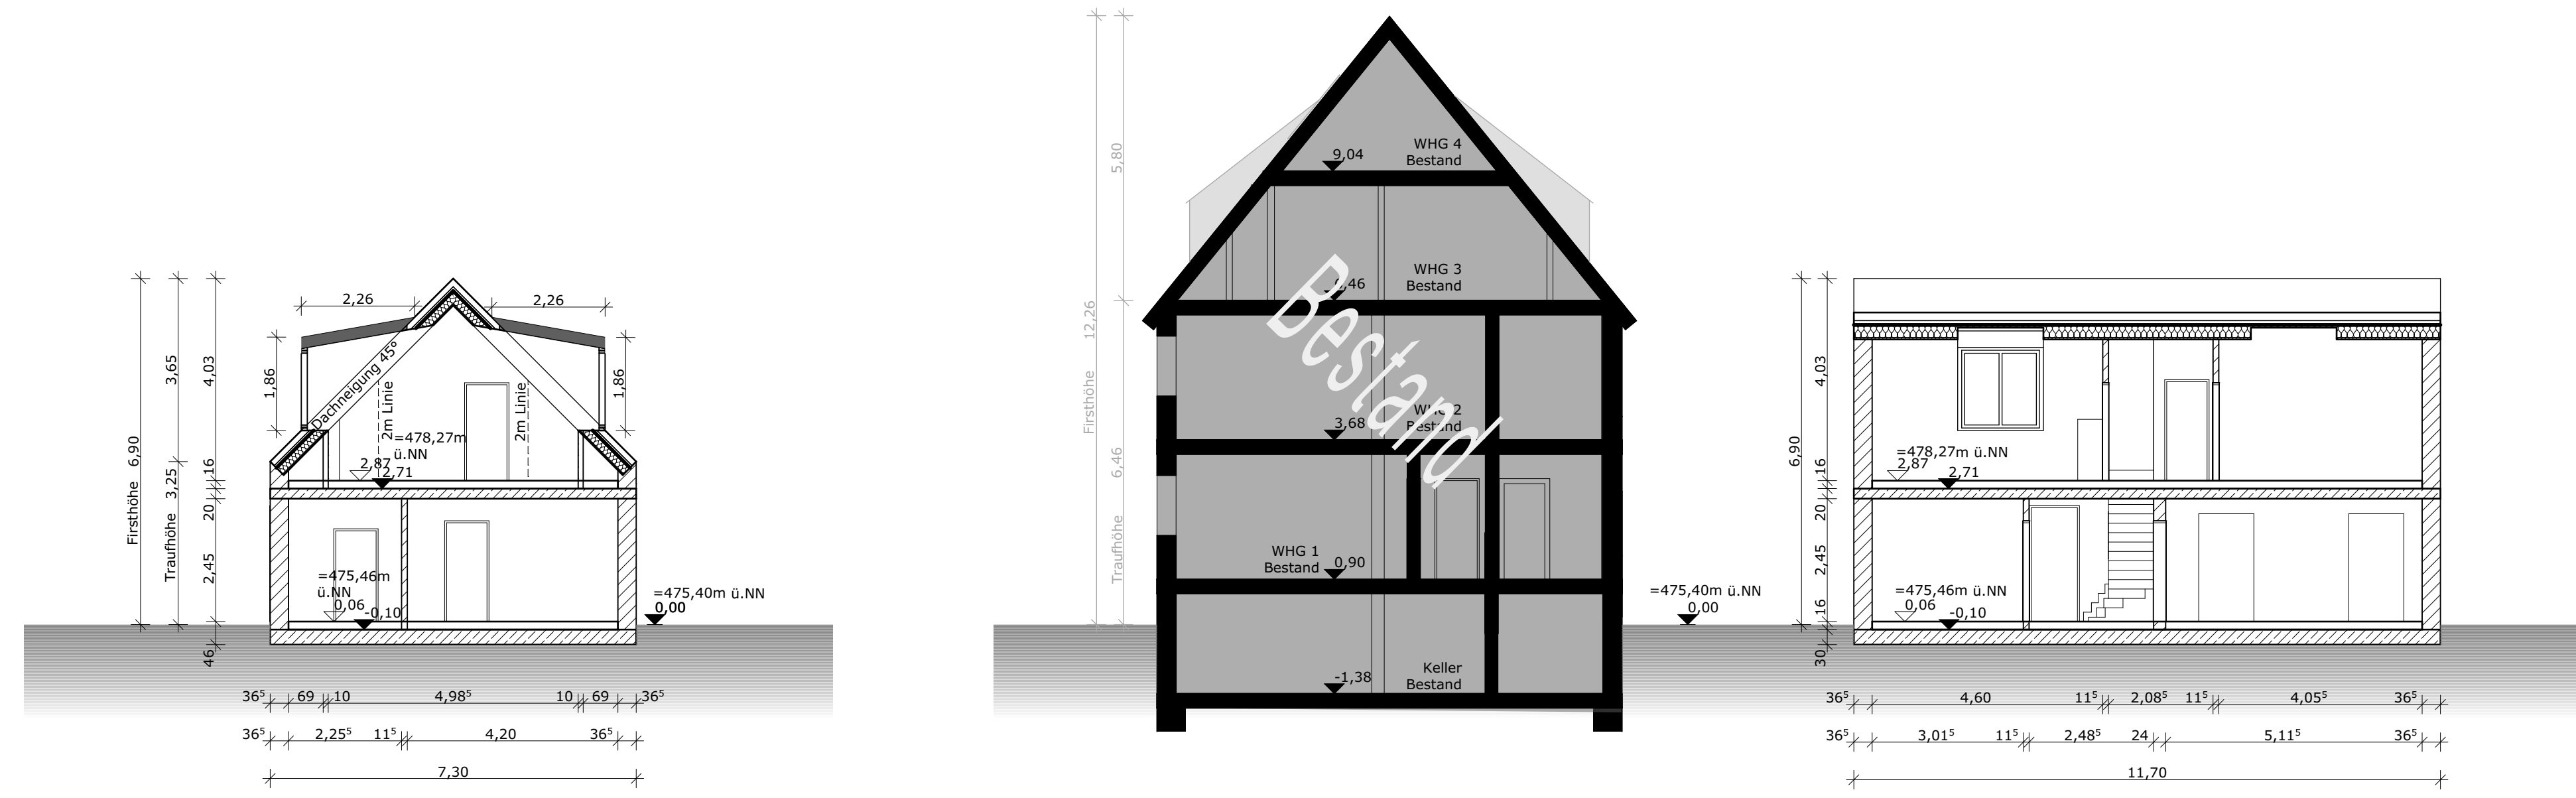 Firsthöhe 6,90
Traufhöhe 3,25
3,65
4,03
16
20
2,45
46
2,26
2,26
1,86
1,86
Dachneigung 45°
2m Linie
2m Linie
=478,27m
ü.NN
2,87
2,71
=475,46m
ü.NN
0,06
-0,10
=475,40m ü.NN
0,00
36⁵ 69 10 4,98⁵ 10 69 36⁵
36⁵ 2,25⁵ 11⁵ 4,20 36⁵
7,30
Firsthöhe 12,26
Traufhöhe 6,46
5,80
WHG 4
Bestand
9,04
WHG 3
Bestand
6,46
Bestand
WHG 2
Bestand
3,68
WHG 1
Bestand
0,90
Keller
Bestand
-1,38
=475,40m ü.NN
0,00
6,90
4,03
16
20
2,45
16
30
=478,27m ü.NN
2,87
2,71
=475,46m ü.NN
0,06
-0,10
36⁵ 4,60 11⁵ 2,08⁵ 11⁵ 4,05⁵ 36⁵
36⁵ 3,01⁵ 11⁵ 2,48⁵ 24 5,11⁵ 36⁵
11,70